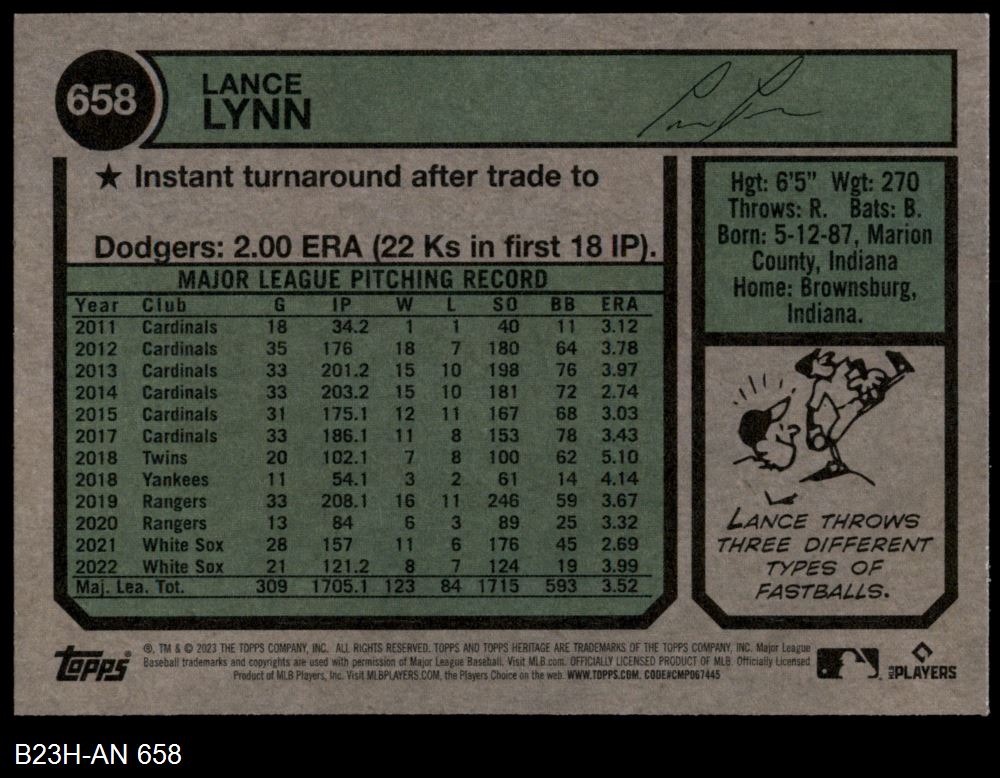 658
LANCE
LYNN
★ Instant turnaround after trade to
Dodgers: 2.00 ERA (22 Ks in first 18 IP).
Hgt: 6'5" Wgt: 270
Throws: R. Bats: B.
Born: 5-12-87, Marion
County, Indiana
Home: Brownsburg,
Indiana.
MAJOR LEAGUE PITCHING RECORD
Year Club G IP W L SO BB ERA
2011 Cardinals 18 34.2 1 1 40 11 3.12
2012 Cardinals 35 176 18 7 180 64 3.78
2013 Cardinals 33 201.2 15 10 198 76 3.97
2014 Cardinals 33 203.2 15 10 181 72 2.74
2015 Cardinals 31 175.1 12 11 167 68 3.03
2017 Cardinals 33 186.1 11 8 153 78 3.43
2018 Twins 20 102.1 7 8 100 62 5.10
2018 Yankees 11 54.1 3 2 61 14 4.14
2019 Rangers 33 208.1 16 11 246 59 3.67
2020 Rangers 13 84 6 3 89 25 3.32
2021 White Sox 28 157 11 6 176 45 2.69
2022 White Sox 21 121.2 8 7 124 19 3.99
Maj. Lea. Tot. 309 1705.1 123 84 1715 593 3.52
LANCE THROWS
THREE DIFFERENT
TYPES OF
FASTBALLS.
Topps
®, TM & © 2023 THE TOPPS COMPANY, INC. ALL RIGHTS RESERVED. TOPPS AND TOPPS HERITAGE ARE TRADEMARKS OF THE TOPPS COMPANY, INC. Major League
Baseball trademarks and copyrights are used with permission of Major League Baseball. Visit MLB.com. OFFICIALLY LICENSED PRODUCT OF MLB Officially Licensed
Product of MLB Players, Inc. Visit MLBPLAYERS.COM, the Players Choice on the web. WWW.TOPPS.COM. CODE#CMP067445
MLB PLAYERS
B23H-AN 658